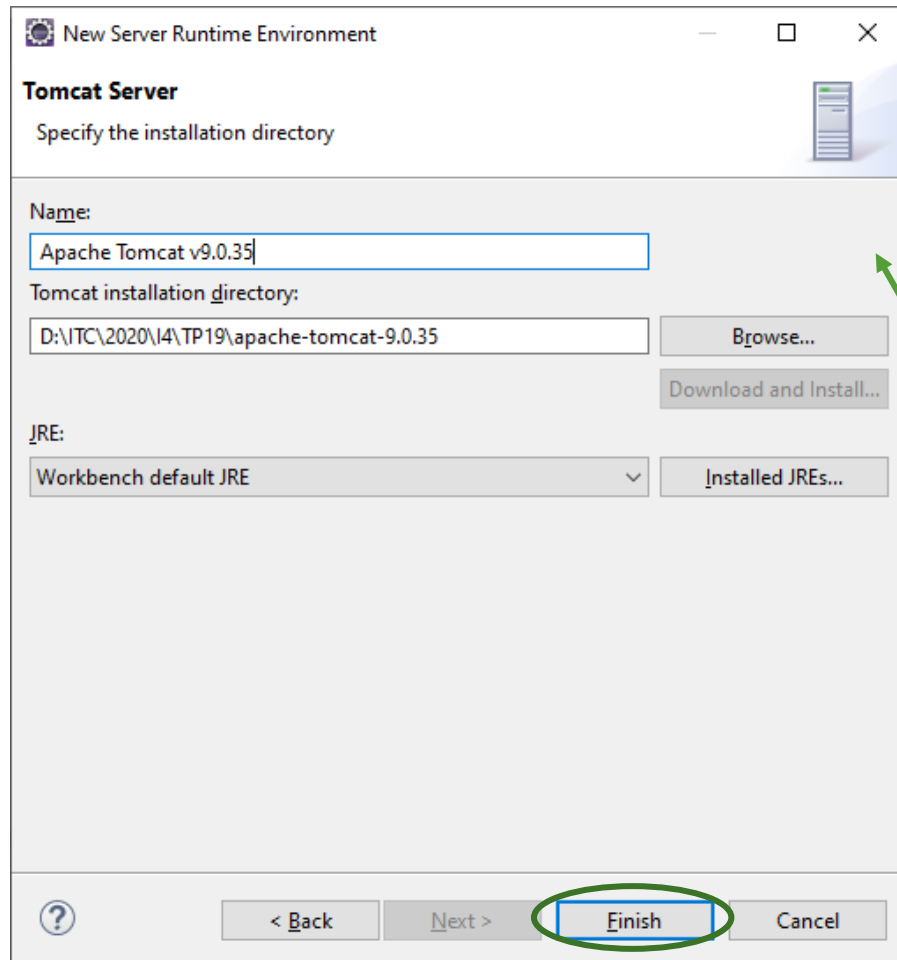 New Server Runtime Environment
Tomcat Server
Specify the installation directory
Name:
Apache Tomcat v9.0.35
Tomcat installation directory:
D:\ITC\2020\I4\TP19\apache-tomcat-9.0.35
Browse...
Download and Install...
JRE:
Workbench default JRE
Installed JREs...
?
< Back
Next >
Finish
Cancel